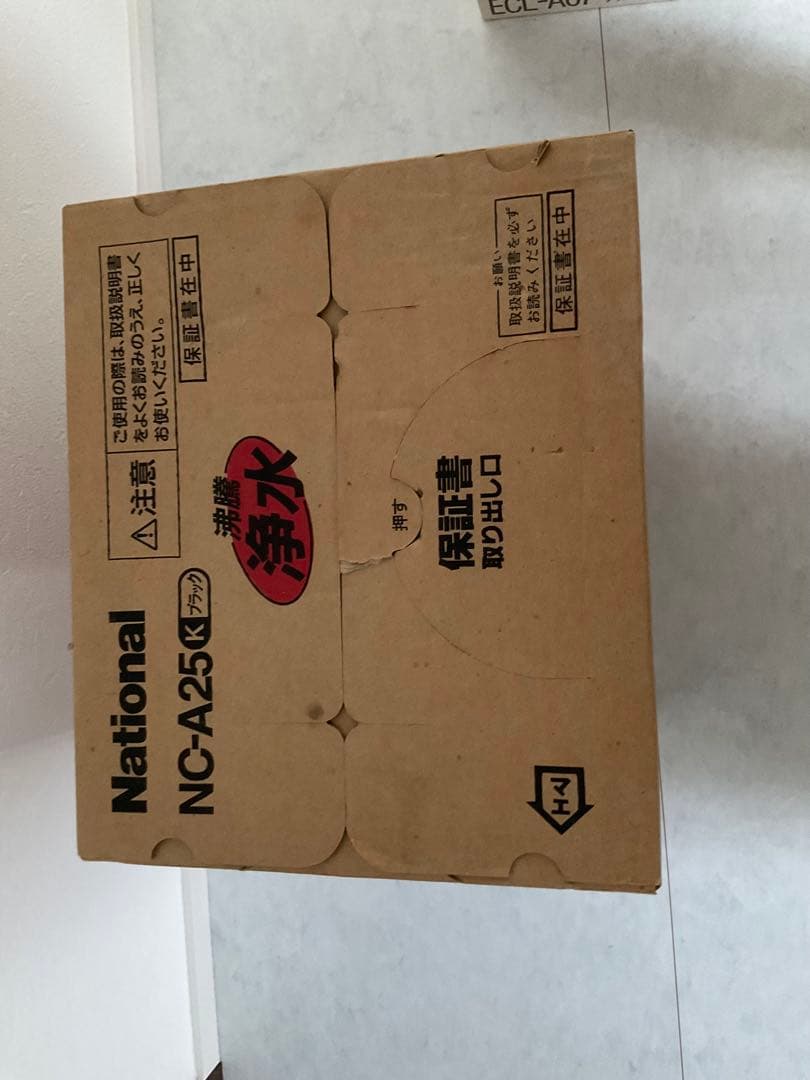 ECL-A
National
NC-A25 K ブラック
⚠注意
ご使用の際は、取扱説明書
をよくお読みのうえ、正しく
お使いください。
保証書在中
沸騰
浄水
押す
保証書
取り出し口
お願い
取扱説明書を必ず
お読みください
保証書在中
上マ